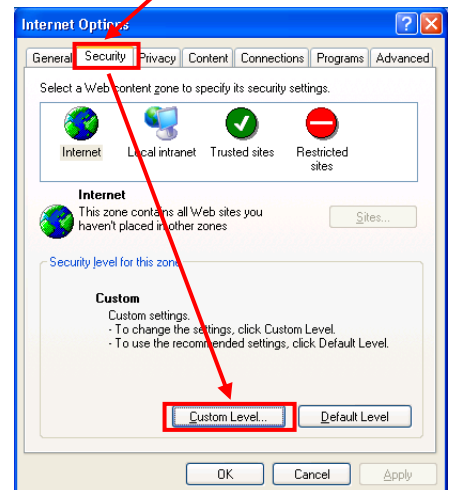 Internet Options
General Security Privacy Content Connections Programs Advanced
Select a Web content zone to specify its security settings.
Internet Local intranet Trusted sites Restricted sites
Internet
This zone contains all Web sites you
haven't placed in other zones
Sites...
Security level for this zone
Custom
Custom settings.
- To change the settings, click Custom Level.
- To use the recommended settings, click Default Level.
Custom Level... Default Level
OK Cancel Apply